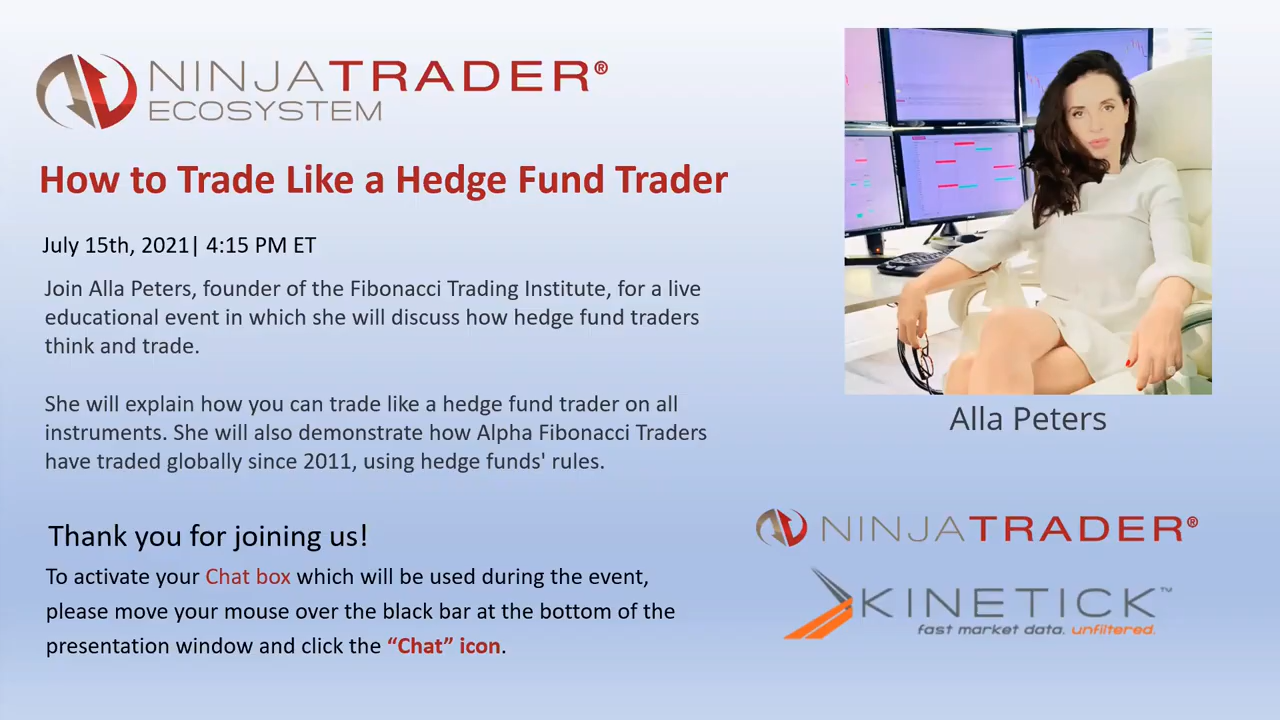 NINJATRADER®
ECOSYSTEM
How to Trade Like a Hedge Fund Trader
July 15th, 2021| 4:15 PM ET
Join Alla Peters, founder of the Fibonacci Trading Institute, for a live
educational event in which she will discuss how hedge fund traders
think and trade.
She will explain how you can trade like a hedge fund trader on all
instruments. She will also demonstrate how Alpha Fibonacci Traders
have traded globally since 2011, using hedge funds' rules.
Thank you for joining us!
To activate your Chat box which will be used during the event,
please move your mouse over the black bar at the bottom of the
presentation window and click the “Chat” icon.
Alla Peters
NINJATRADER®
KINETICK™
fast market data. unfiltered.